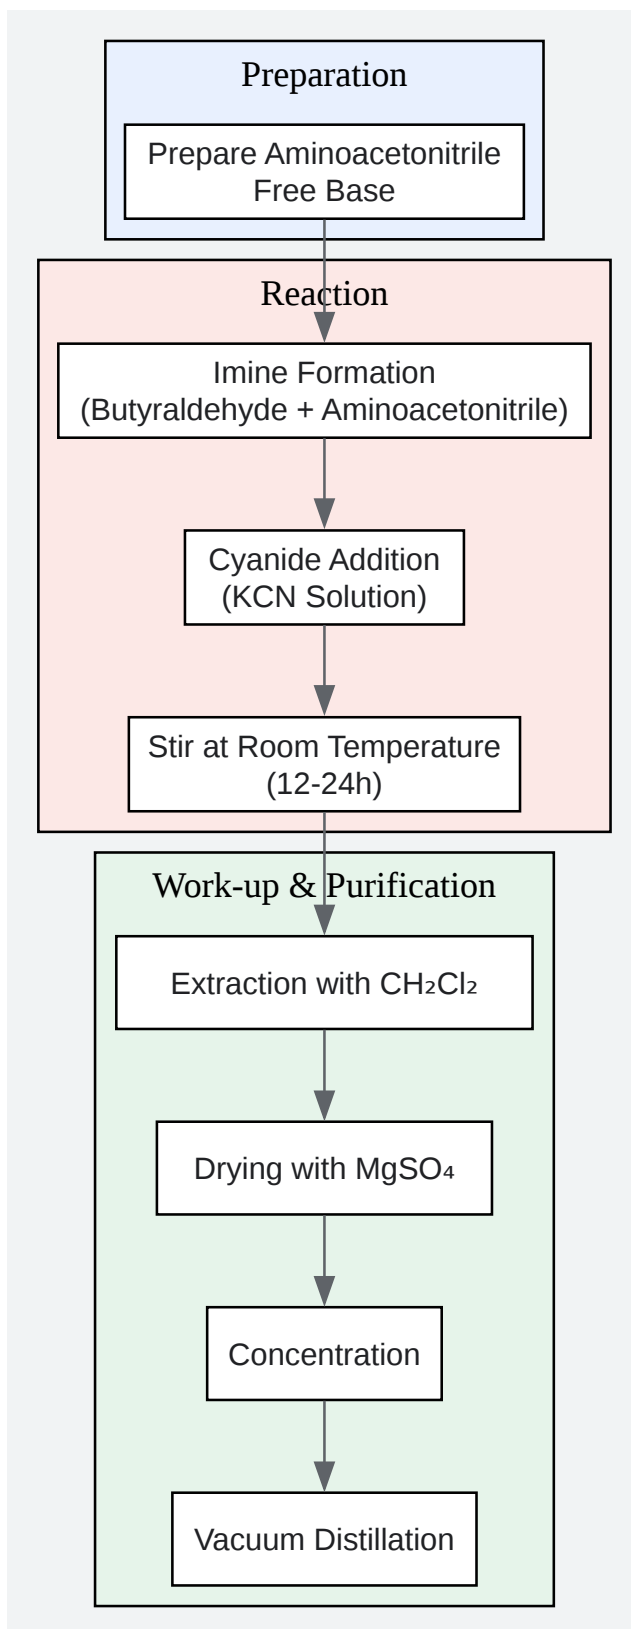 Preparation
Prepare Aminoacetonitrile
Free Base
Reaction
Imine Formation
(Butyraldehyde + Aminoacetonitrile)
Cyanide Addition
(KCN Solution)
Stir at Room Temperature
(12-24h)
Work-up & Purification
Extraction with CH₂Cl₂
Drying with MgSO₄
Concentration
Vacuum Distillation